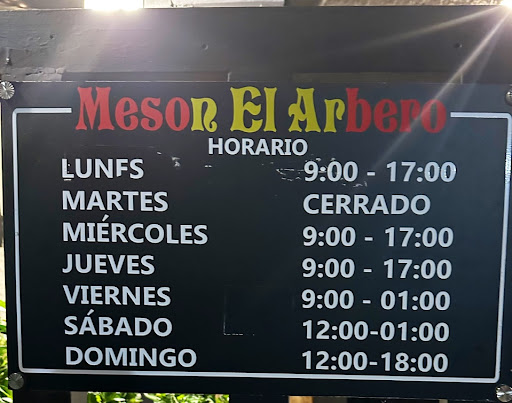 Meson El Arbero
HORARIO
LUNFS 9:00 - 17:00
MARTES CERRADO
MIÉRCOLES 9:00 - 17:00
JUEVES 9:00 - 17:00
VIERNES 9:00 - 01:00
SÁBADO 12:00-01:00
DOMINGO 12:00-18:00